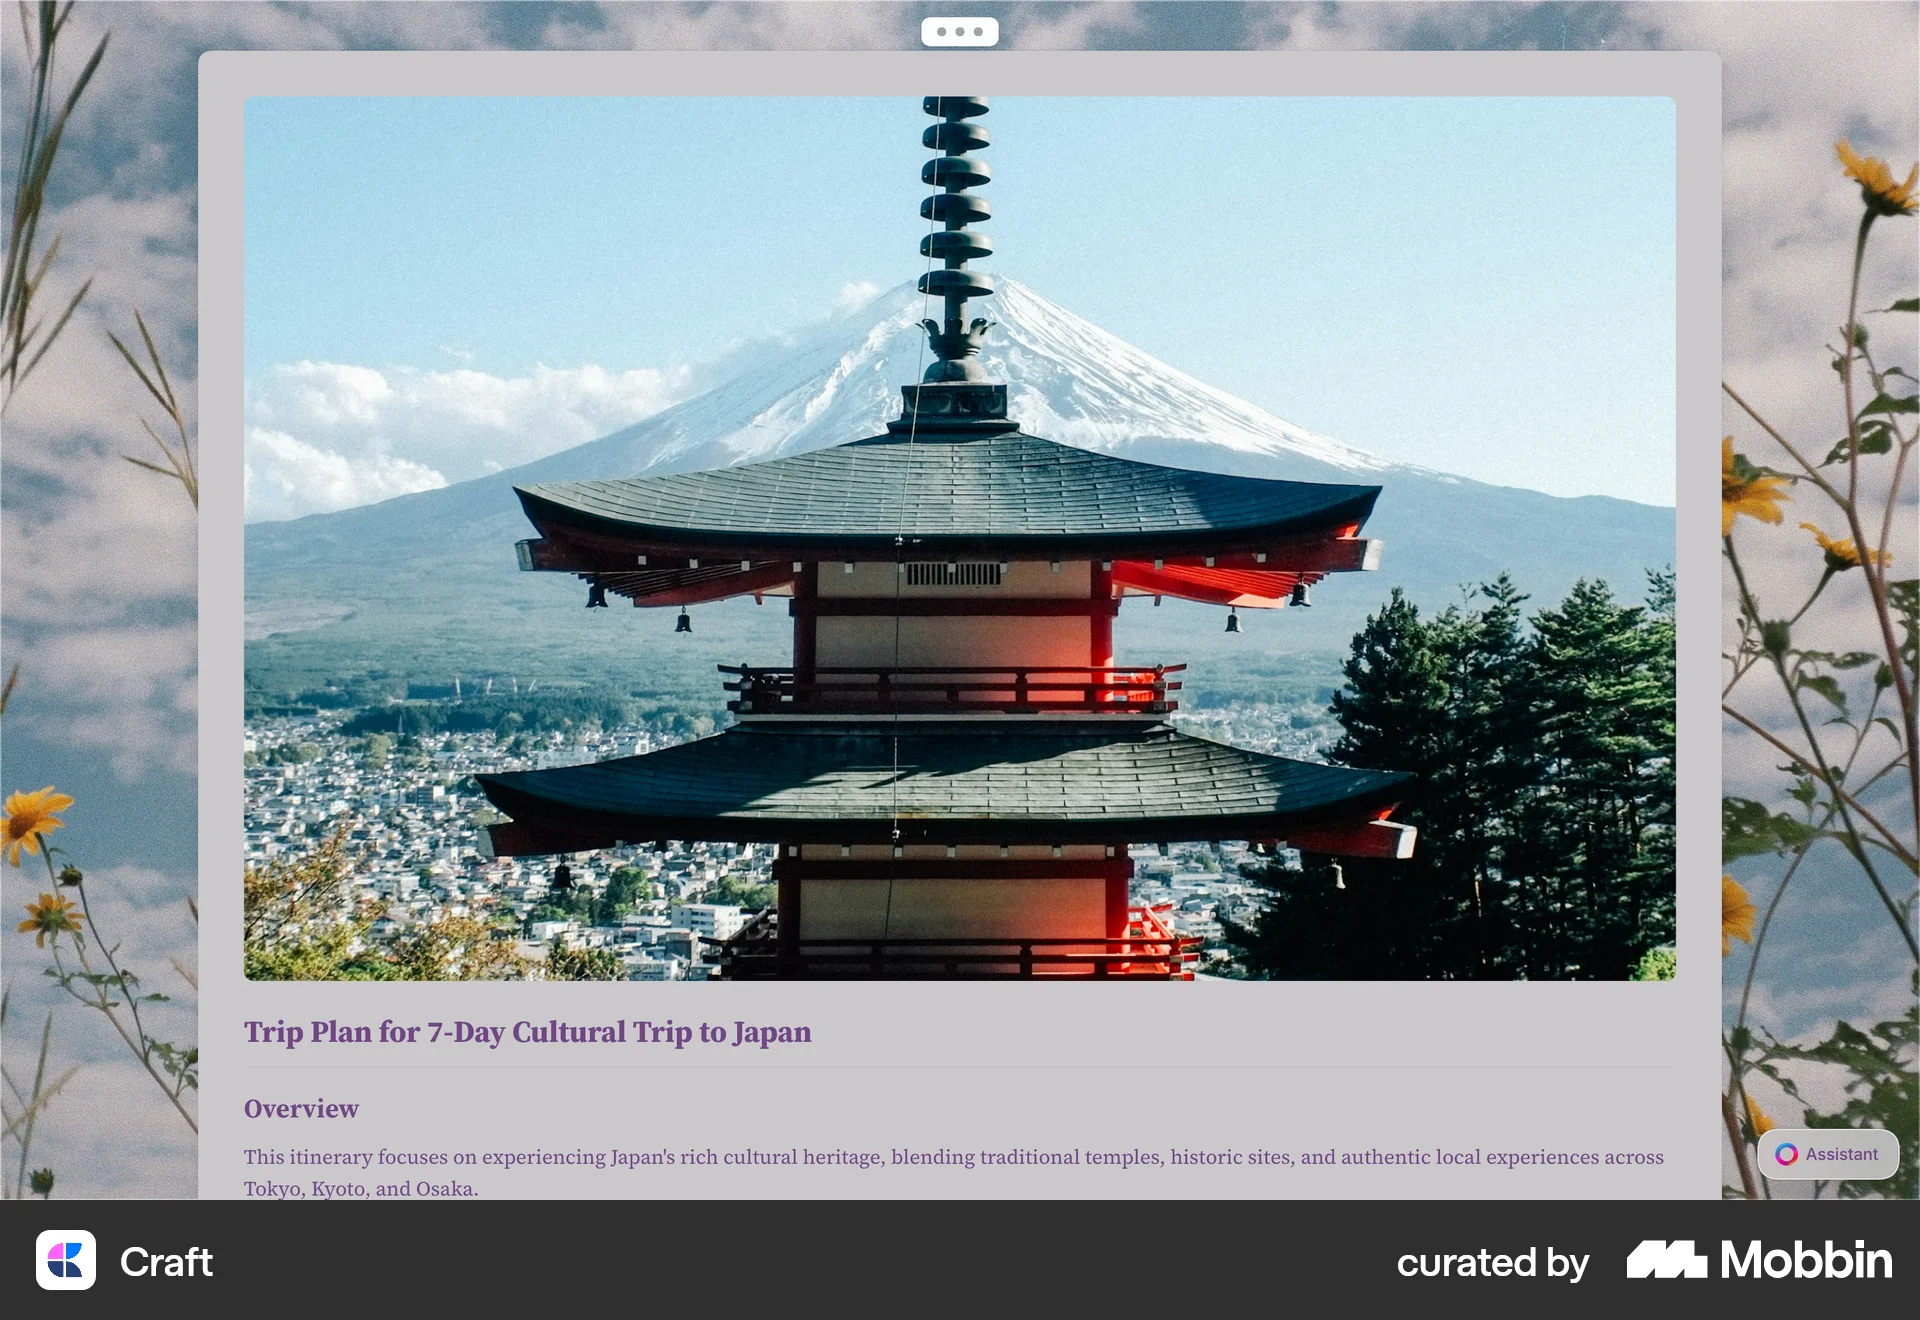 Trip Plan for 7-Day Cultural Trip to Japan
Overview
This itinerary focuses on experiencing Japan's rich cultural heritage, blending traditional temples, historic sites, and authentic local experiences across
Tokyo, Kyoto, and Osaka.
Assistant
Craft
curated by Mobbin